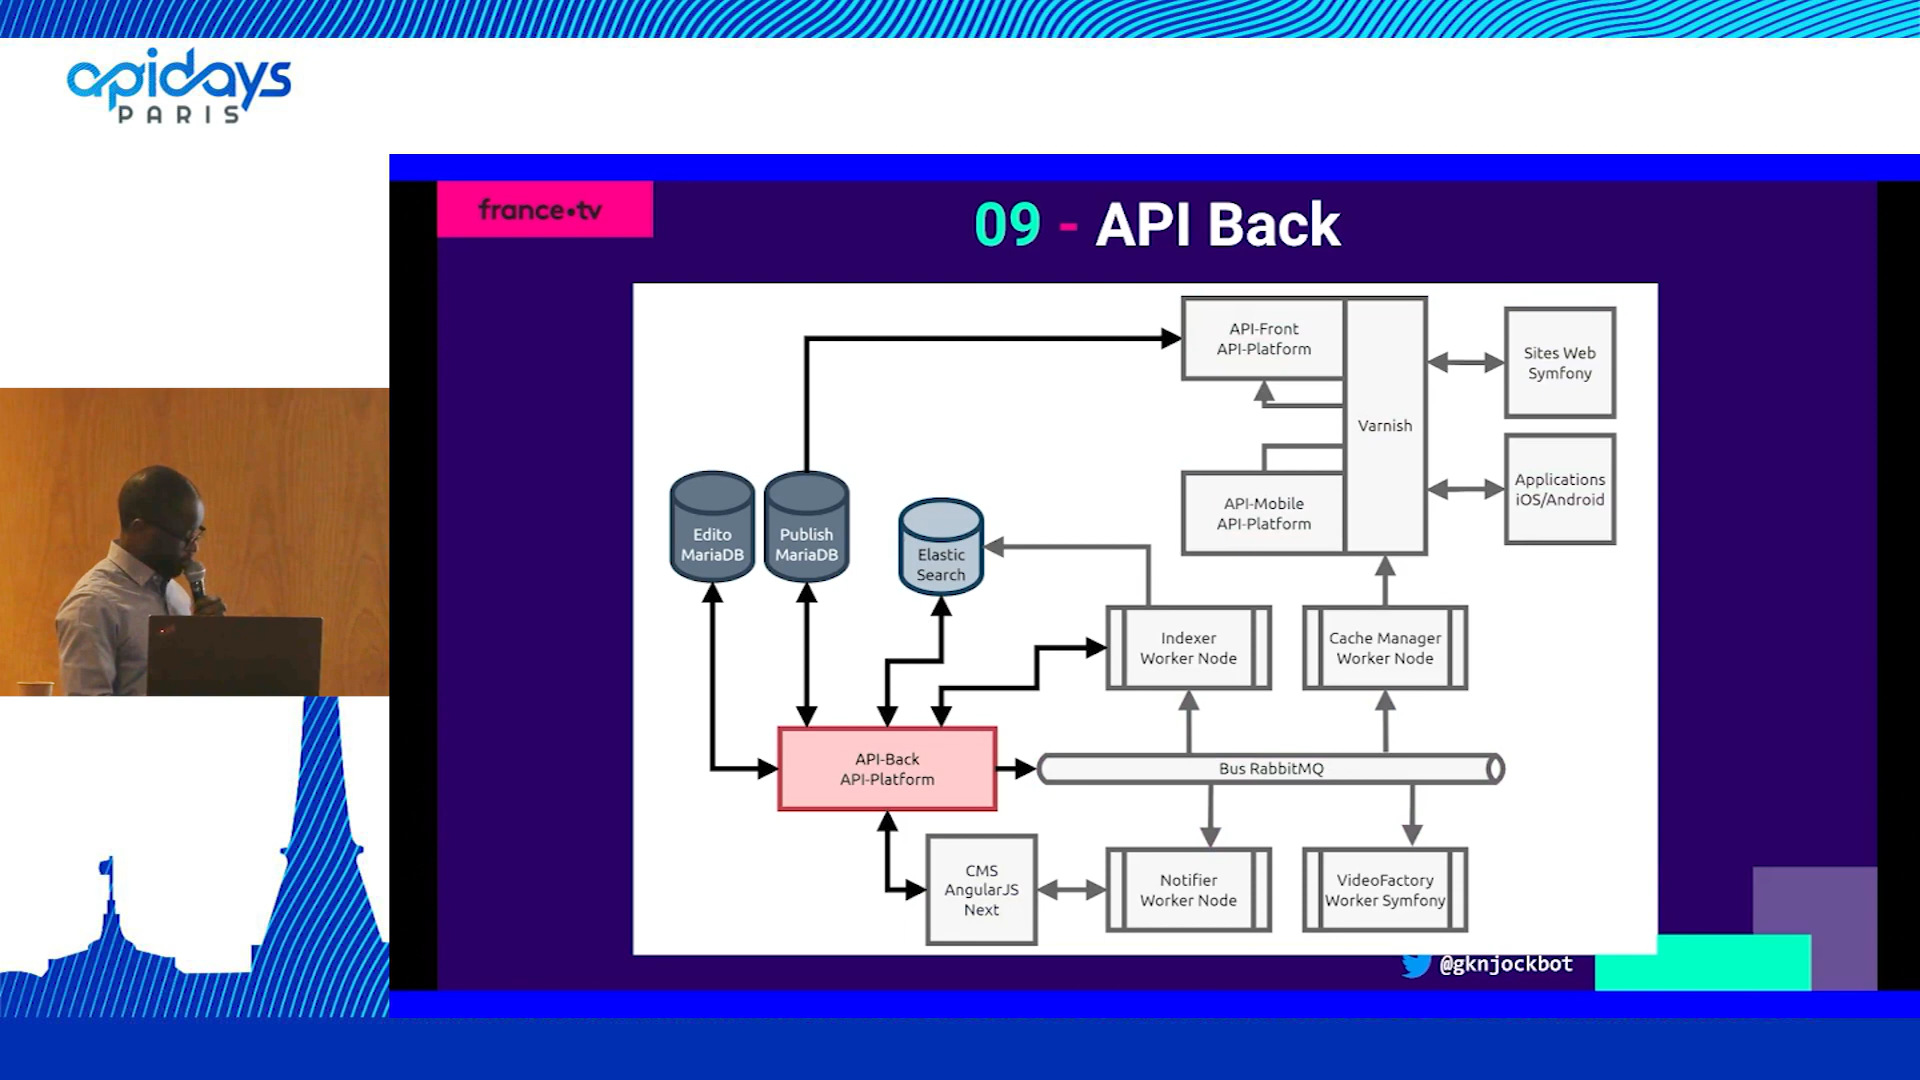 apidays
PARIS
france•tv
09 - API Back
API-Front
API-Platform
Varnish
Sites Web
Symfony
Applications
iOS/Android
API-Mobile
API-Platform
Edito
MariaDB
Publish
MariaDB
Elastic
Search
Indexer
Worker Node
Cache Manager
Worker Node
API-Back
API-Platform
Bus RabbitMQ
CMS
AngularJS
Next
Notifier
Worker Node
VideoFactory
Worker Symfony
@gknjockbot